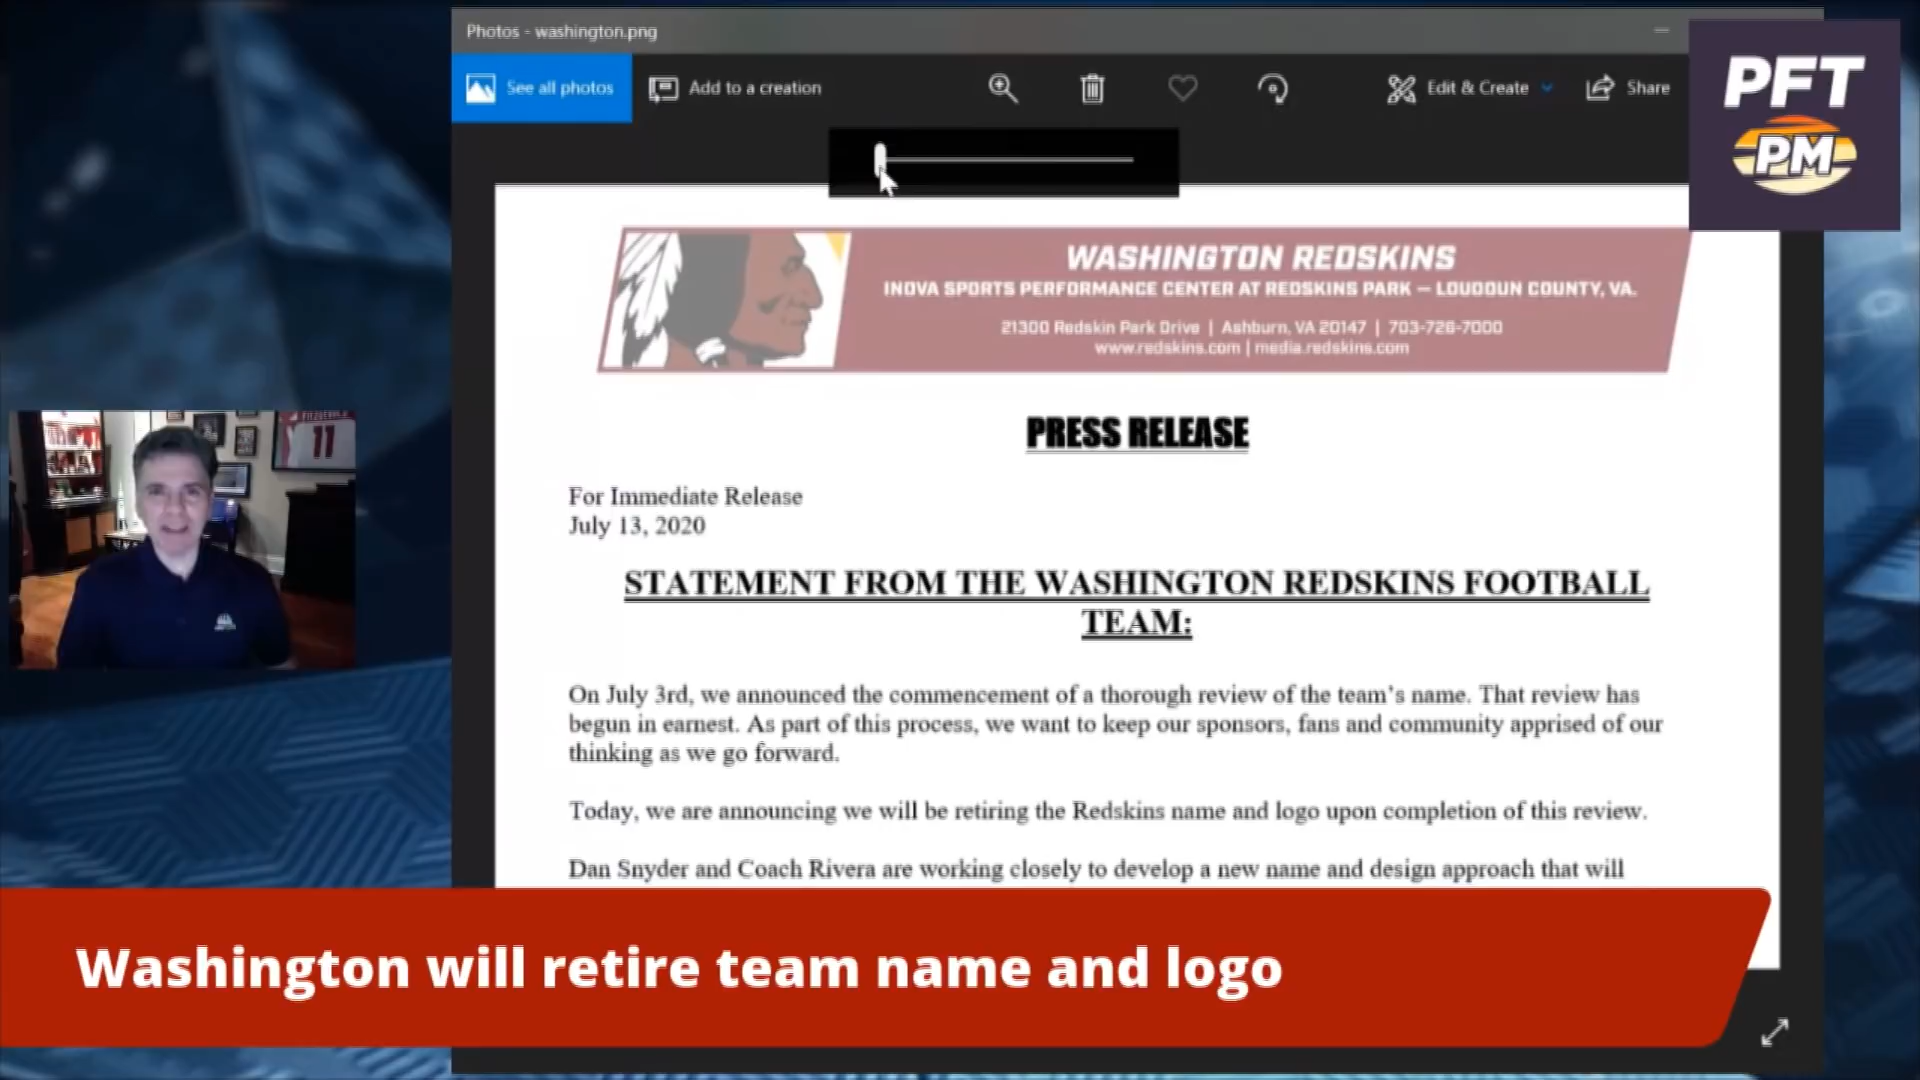 Photos - washington.png
See all photos
Add to a creation
Edit & Create
Share
PFT
PM
WASHINGTON REDSKINS
INOVA SPORTS PERFORMANCE CENTER AT REDSKINS PARK – LOUDOUN COUNTY, VA.
21300 Redskin Park Drive | Ashburn, VA 20147 | 703-726-7000
www.redskins.com | media.redskins.com
PRESS RELEASE
For Immediate Release
July 13, 2020
STATEMENT FROM THE WASHINGTON REDSKINS FOOTBALL
TEAM:
On July 3rd, we announced the commencement of a thorough review of the team's name. That review has
begun in earnest. As part of this process, we want to keep our sponsors, fans and community apprised of our
thinking as we go forward.
Today, we are announcing we will be retiring the Redskins name and logo upon completion of this review.
Dan Snyder and Coach Rivera are working closely to develop a new name and design approach that will
FITZGERALD
11
Washington will retire team name and logo